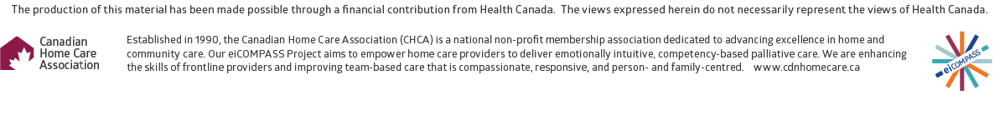 The production of this material has been made possible through a financial contribution from Health Canada.  The views expressed herein do not necessarily represent the views of Health Canada.
Canadian
Home Care
Association
Established in 1990, the Canadian Home Care Association (CHCA) is a national non-profit membership association dedicated to advancing excellence in home and
community care. Our eiCOMPASS Project aims to empower home care providers to deliver emotionally intuitive, competency-based palliative care. We are enhancing
the skills of frontline providers and improving team-based care that is compassionate, responsive, and person- and family-centred.   www.cdnhomecare.ca
eiCOMPASS